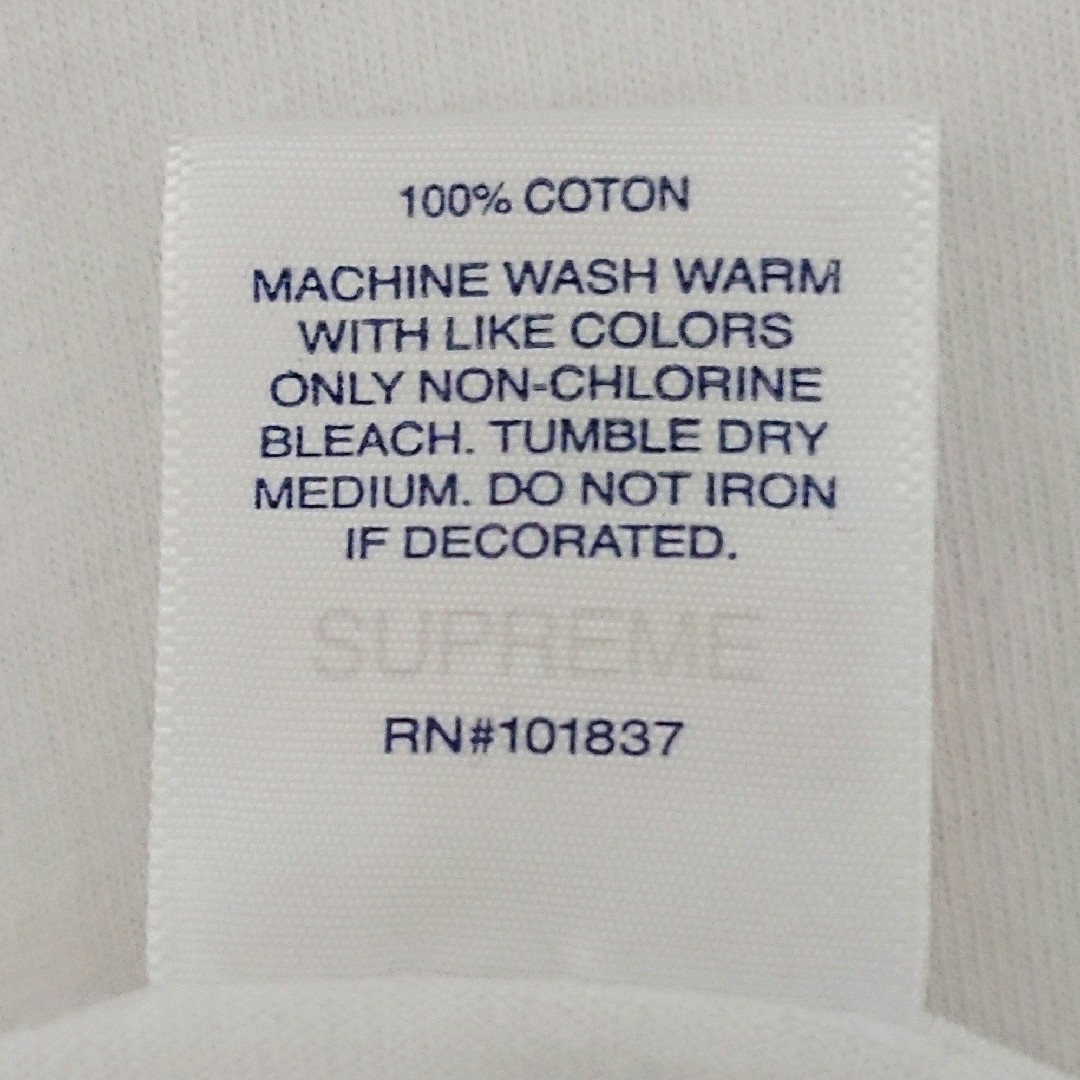 100% COTON
MACHINE WASH WARM
WITH LIKE COLORS
ONLY NON-CHLORINE
BLEACH. TUMBLE DRY
MEDIUM. DO NOT IRON
IF DECORATED.
SUPREME
RN#101837